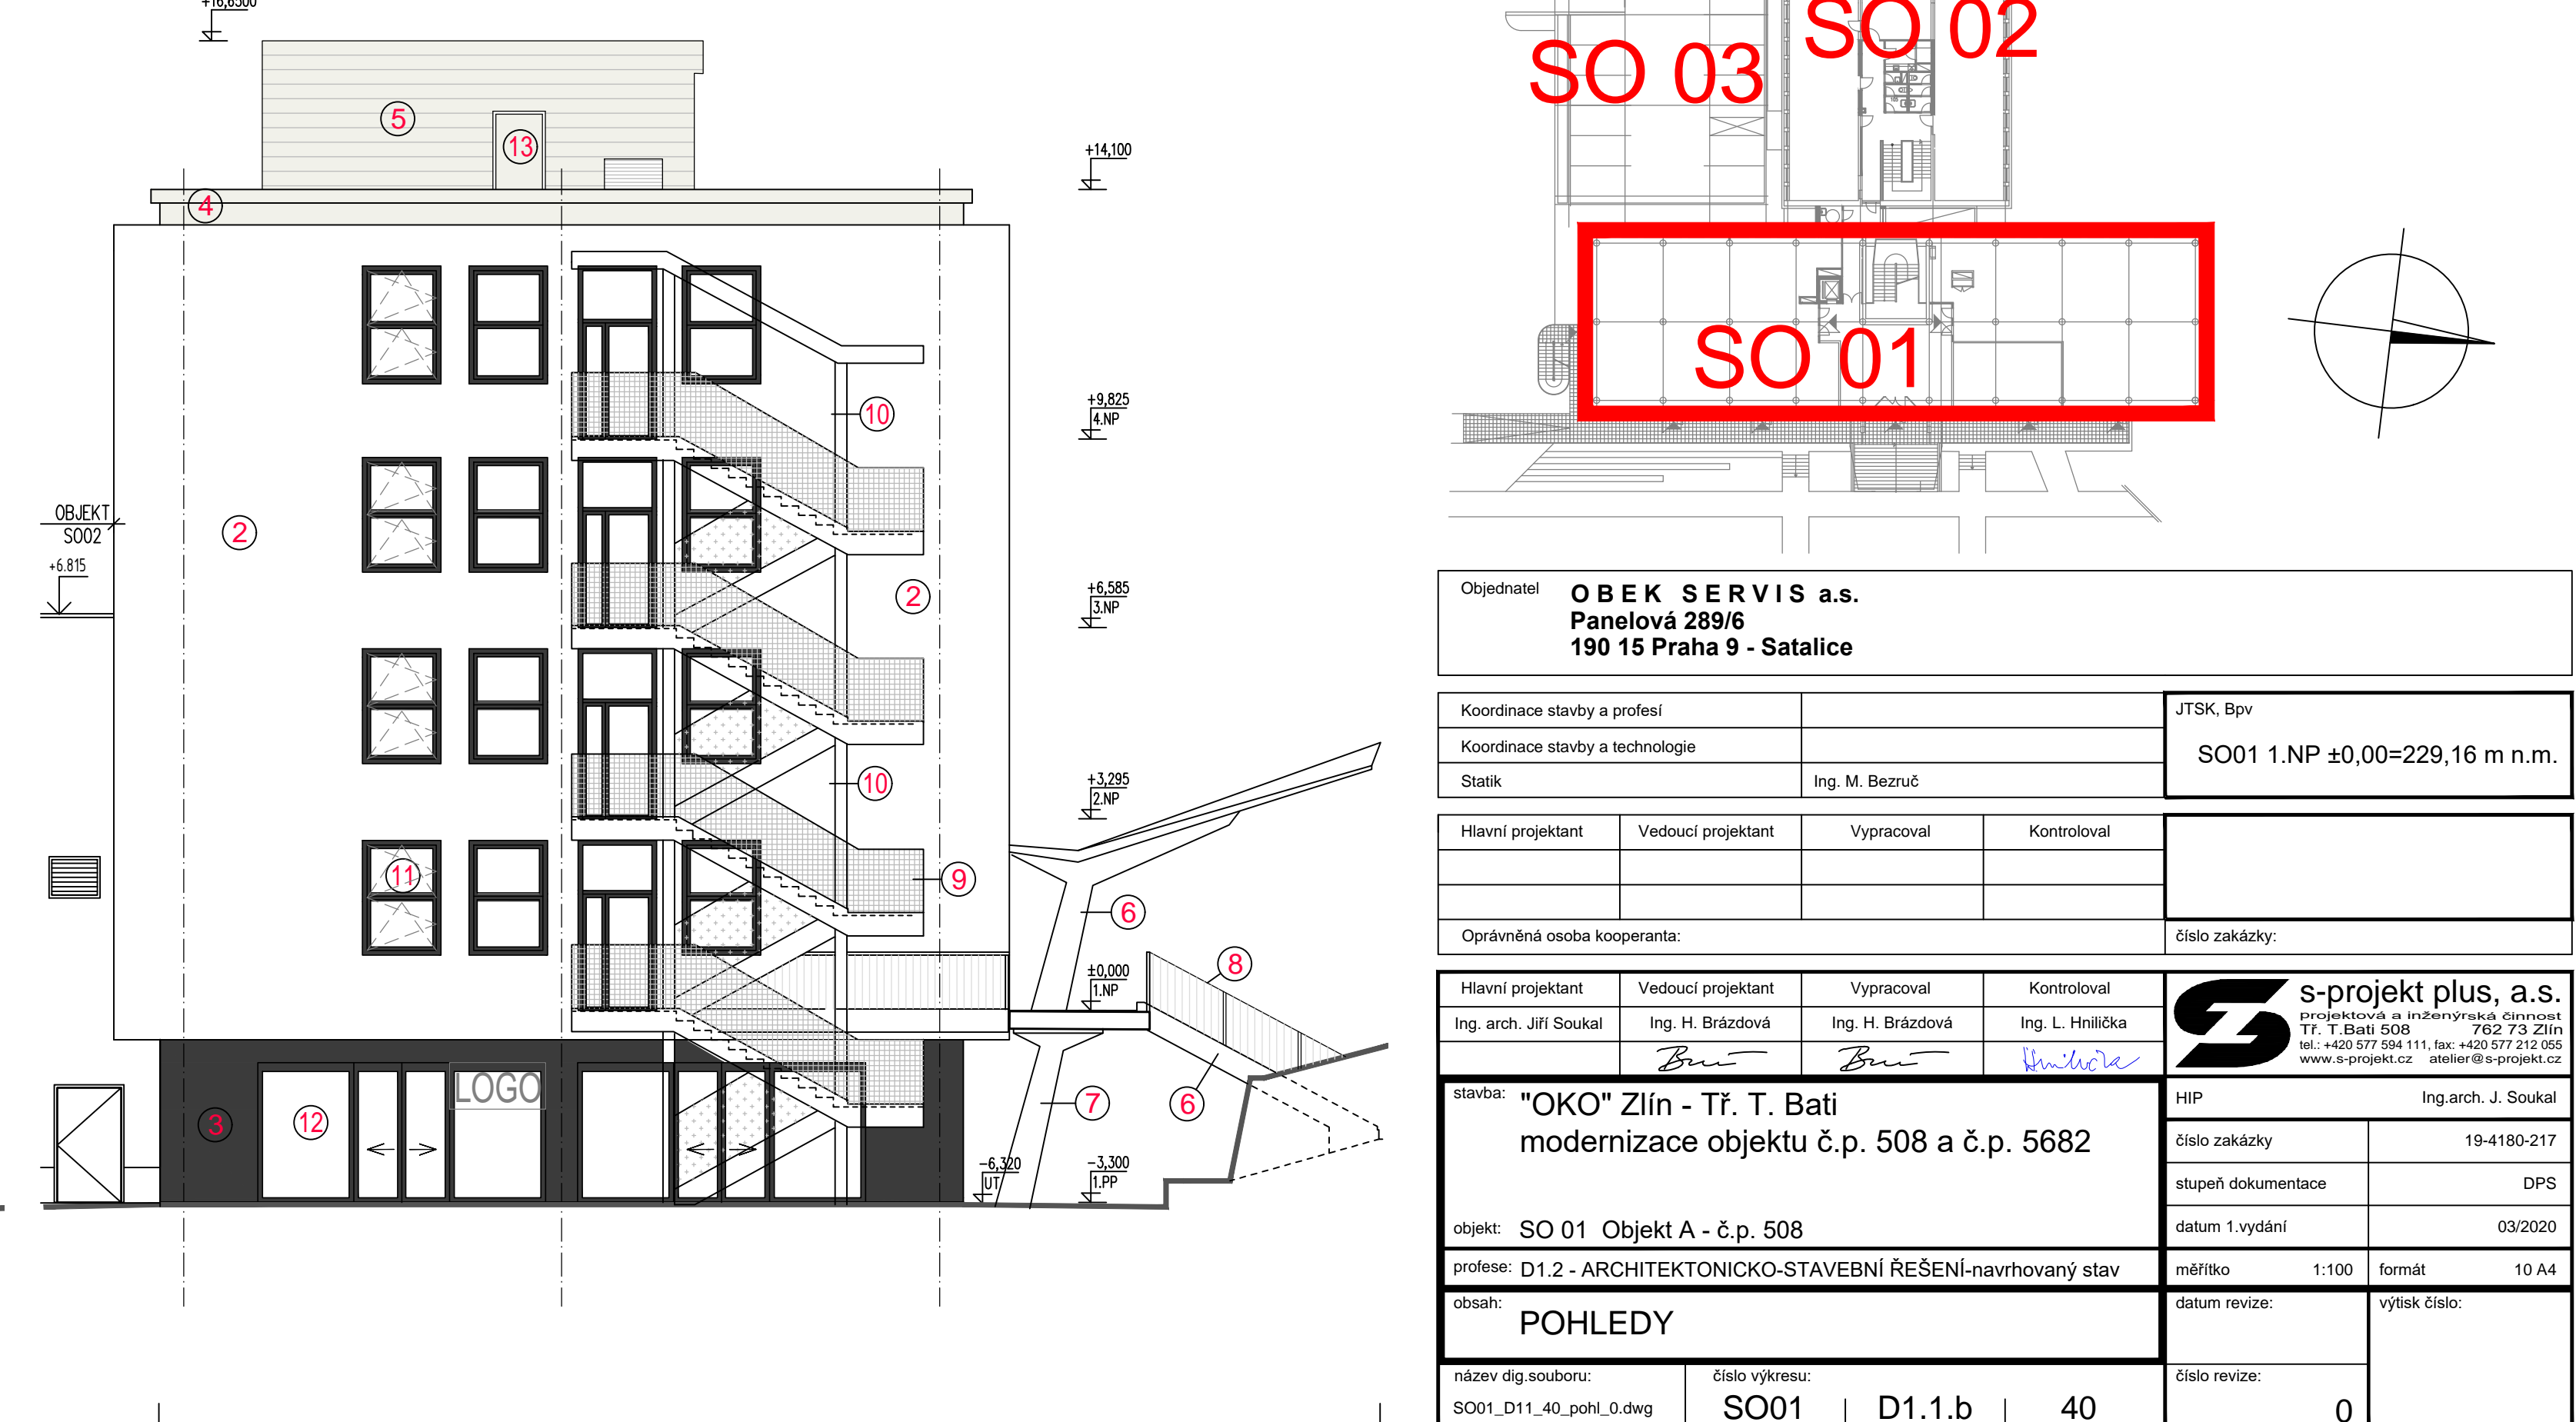 +16,6500
5
13
+14,100
4
10
+9,825
4.NP
OBJEKT
SO02
2
+6.815
2
+6,585
3.NP
10
+3,295
2.NP
11
9
6
8
±0,000
1.NP
LOGO
3
12
7
6
-6,320
UT
-3,300
1.PP
SO 03
SO 02
SO 01
Objednatel
OBEK SERVIS a.s.
Panelová 289/6
190 15 Praha 9 - Satalice
Koordinace stavby a profesí
Koordinace stavby a technologie
Statik Ing. M. Bezruč
JTSK, Bpv
SO01 1.NP ±0,00=229,16 m n.m.
Hlavní projektant Vedoucí projektant Vypracoval Kontroloval
Oprávněná osoba kooperanta: číslo zakázky:
Hlavní projektant Vedoucí projektant Vypracoval Kontroloval
Ing. arch. Jiří Soukal Ing. H. Brázdová Ing. H. Brázdová Ing. L. Hnilička
s-projekt plus, a.s.
projektová a inženýrská činnost
Tř. T.Bati 508 762 73 Zlín
tel.: +420 577 594 111, fax: +420 577 212 055
www.s-projekt.cz atelier@s-projekt.cz
stavba: "OKO" Zlín - Tř. T. Bati
modernizace objektu č.p. 508 a č.p. 5682
objekt: SO 01 Objekt A - č.p. 508
profese: D1.2 - ARCHITEKTONICKO-STAVEBNÍ ŘEŠENÍ-navrhovaný stav
obsah: POHLEDY
HIP Ing.arch. J. Soukal
číslo zakázky 19-4180-217
stupeň dokumentace DPS
datum 1.vydání 03/2020
měřítko 1:100 formát 10 A4
datum revize: výtisk číslo:
název dig.souboru:
SO01_D11_40_pohl_0.dwg
číslo výkresu:
SO01 D1.1.b 40
číslo revize:
0